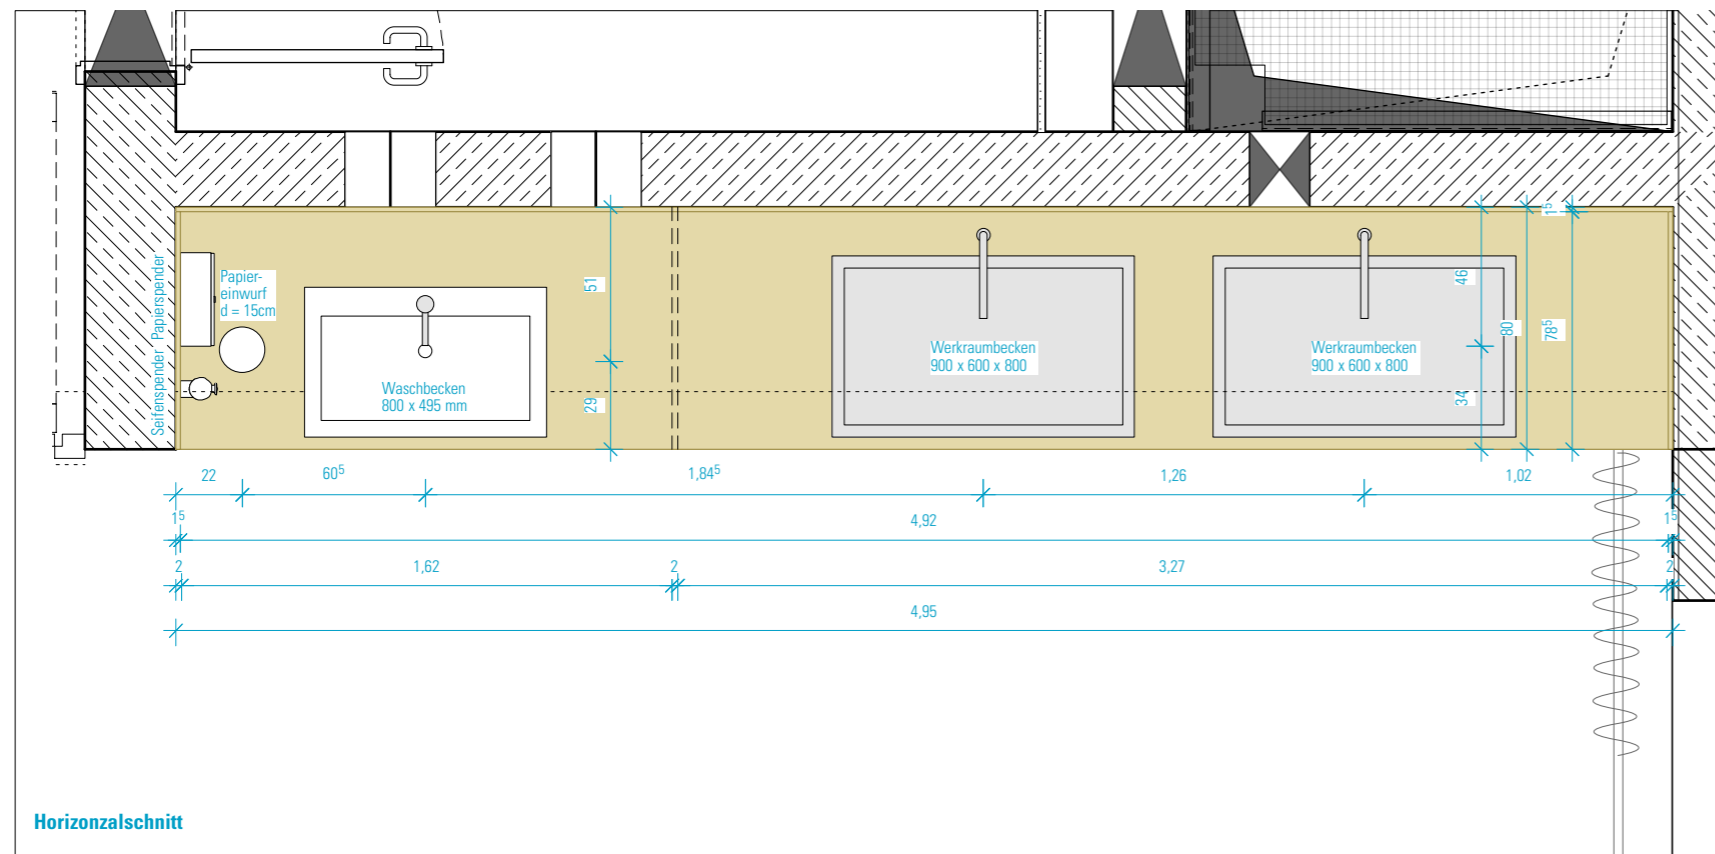 Seifenspender Papierspender
Papier-
einwurf
d = 15cm
Waschbecken
800 x 495 mm
51
29
Werkraumbecken
900 x 600 x 800
Werkraumbecken
900 x 600 x 800
46
34
80
1⁵
78⁵
22
60⁵
1,84⁵
1,26
1,02
1⁵
4,92
1⁵
2
1,62
2
3,27
2
4,95
Horizonzalschnitt